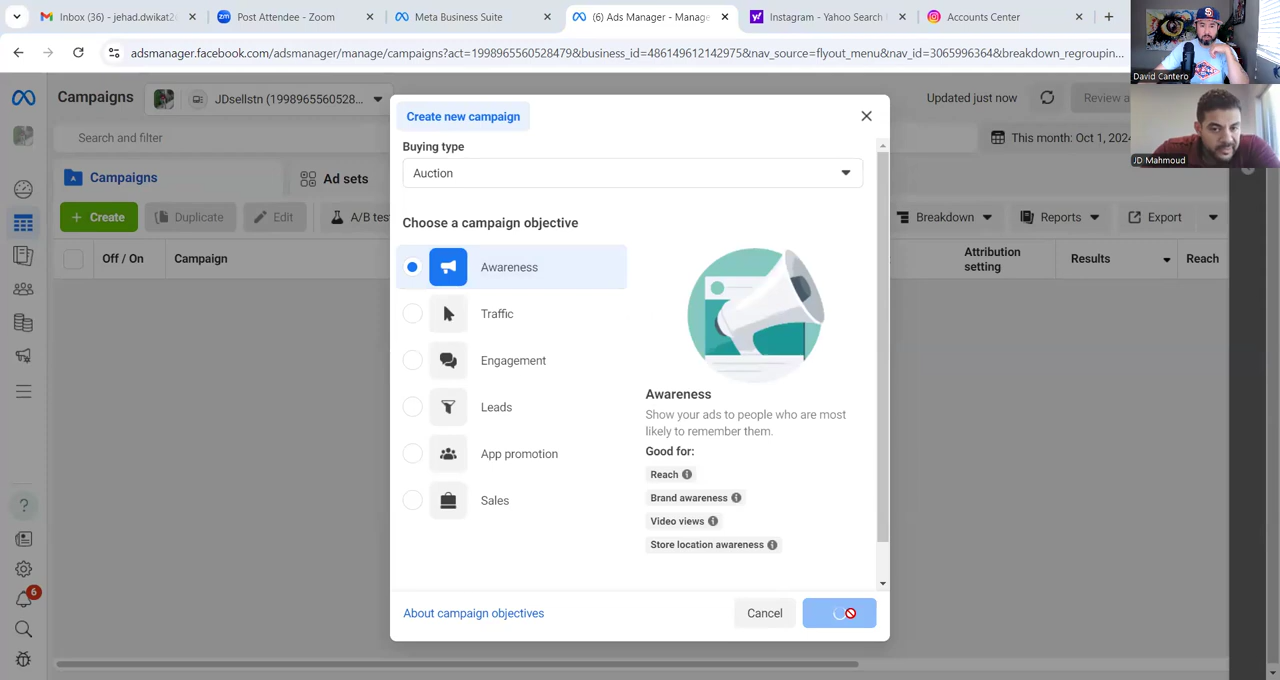 Inbox (36) - jehad.dwikat2
Post Attendee - Zoom
Meta Business Suite
(6) Ads Manager - Manage
Instagram - Yahoo Search
Accounts Center
adsmanager.facebook.com/adsmanager/manage/campaigns?act=1998965560528479&business_id=486149612142975&nav_source=flyout_menu&nav_id=3065996364&breakdown_regroupin...
David Cantero
JD Mahmoud
Campaigns
JDsellstn (1998965560528...
Updated just now
Review a
Search and filter
This month: Oct 1, 2024
Campaigns
Ad sets
Create
Duplicate
Edit
A/B tes
Breakdown
Reports
Export
Off / On
Campaign
Attribution
setting
Results
Reach
6
Create new campaign
Buying type
Auction
Choose a campaign objective
Awareness
Traffic
Engagement
Leads
App promotion
Sales
Awareness
Show your ads to people who are most
likely to remember them.
Good for:
Reach
Brand awareness
Video views
Store location awareness
About campaign objectives
Cancel